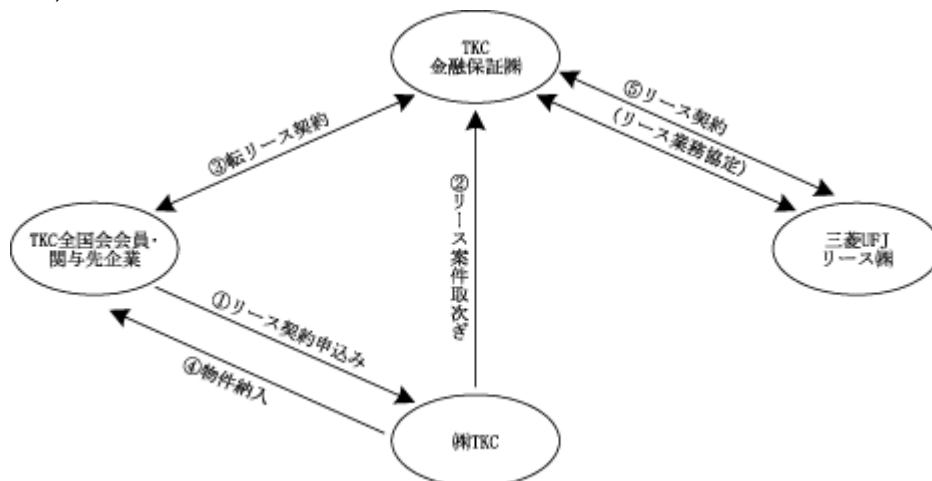 TKC
金融保証㈱
⑤リース契約
(リース業務協定)
③転リース契約
②リース案件取次ぎ
TKC全国会会員・
関与先企業
三菱UFJ
リース㈱
①リース契約申込み
④物件納入
㈱TKC